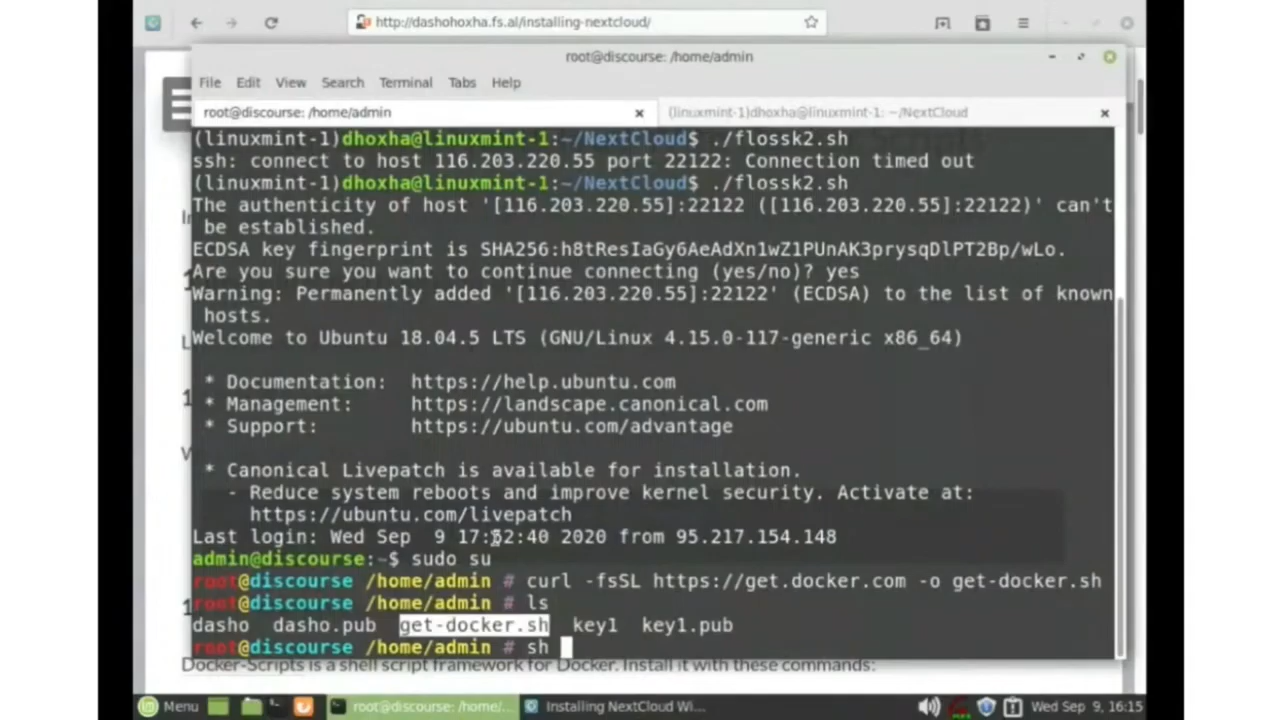 http://dashohoxha.fs.al/installing-nextcloud/
root@discourse: /home/admin
File Edit View Search Terminal Tabs Help
root@discourse: /home/admin
(linuxmint-1)dhoxha@linuxmint-1: ~/NextCloud
(linuxmint-1)dhoxha@linuxmint-1:~/NextCloud$ ./flossk2.sh
ssh: connect to host 116.203.220.55 port 22122: Connection timed out
(linuxmint-1)dhoxha@linuxmint-1:~/NextCloud$ ./flossk2.sh
The authenticity of host '[116.203.220.55]:22122 ([116.203.220.55]:22122)' can't
be established.
ECDSA key fingerprint is SHA256:h8tResIaGy6AeAdXn1wZ1PUnAK3prysqDlPT2Bp/wLo.
Are you sure you want to continue connecting (yes/no)? yes
Warning: Permanently added '[116.203.220.55]:22122' (ECDSA) to the list of known
hosts.
Welcome to Ubuntu 18.04.5 LTS (GNU/Linux 4.15.0-117-generic x86_64)
* Documentation: https://help.ubuntu.com
* Management: https://landscape.canonical.com
* Support: https://ubuntu.com/advantage
* Canonical Livepatch is available for installation.
- Reduce system reboots and improve kernel security. Activate at:
https://ubuntu.com/livepatch
Last login: Wed Sep 9 17:52:40 2020 from 95.217.154.148
admin@discourse:~$ sudo su
root@discourse /home/admin # curl -fsSL https://get.docker.com -o get-docker.sh
root@discourse /home/admin # ls
dasho dasho.pub get-docker.sh key1 key1.pub
root@discourse /home/admin # sh
Docker-Scripts is a shell script framework for Docker. Install it with these commands:
Menu
root@discourse: /home/...
Installing NextCloud Wi...
Wed Sep 9, 16:15